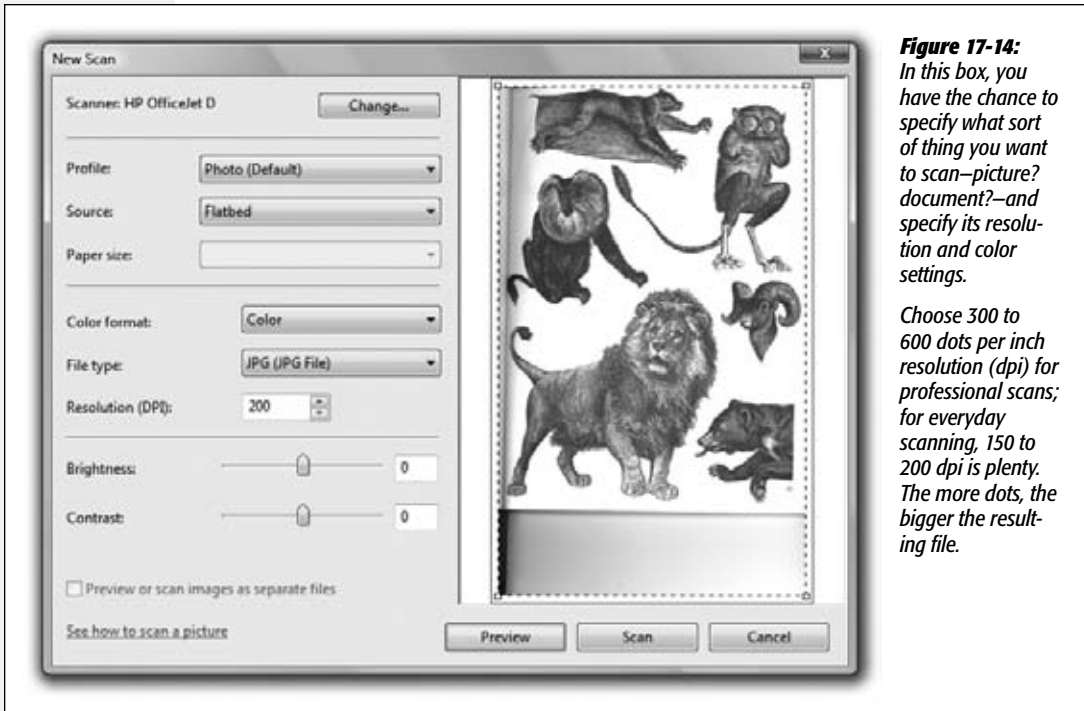 New Scan
Scanner: HP OfficeJet D
Change...
Profile:
Photo (Default)
Source:
Flatbed
Paper size:
Color format:
Color
File type:
JPG (JPG File)
Resolution (DPI):
200
Brightness:
0
Contrast:
0
Preview or scan images as separate files
See how to scan a picture
Preview
Scan
Cancel
Figure 17-14:
In this box, you
have the chance to
specify what sort
of thing you want
to scan—picture?
document?—and
specify its resolu-
tion and color
settings.
Choose 300 to
600 dots per inch
resolution (dpi) for
professional scans;
for everyday
scanning, 150 to
200 dpi is plenty.
The more dots, the
bigger the result-
ing file.